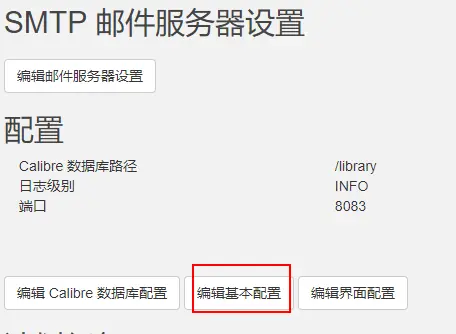 SMTP 邮件服务器设置
编辑邮件服务器设置
配置
Calibre 数据库路径 /library
日志级别 INFO
端口 8083
编辑 Calibre 数据库配置 编辑基本配置 编辑界面配置